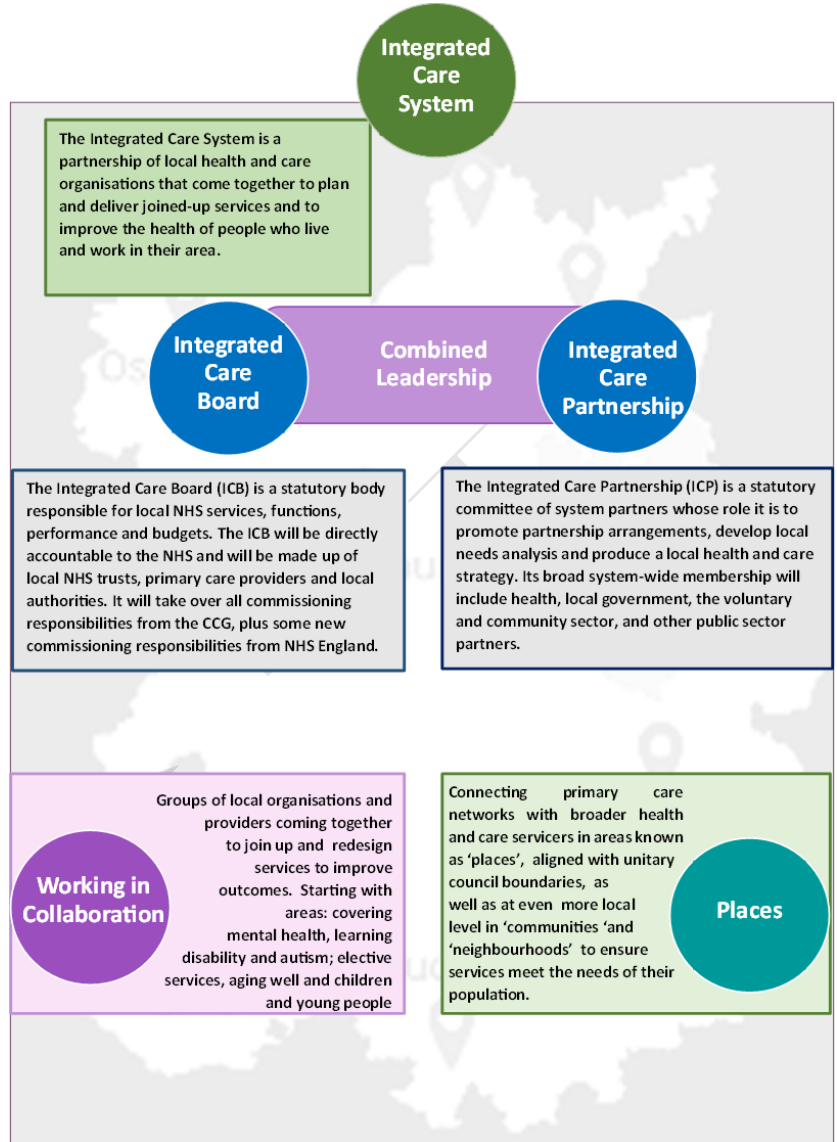 Integrated
Care
System
The Integrated Care System is a
partnership of local health and care
organisations that come together to plan
and deliver joined-up services and to
improve the health of people who live
and work in their area.
Integrated
Care
Board
Combined
Leadership
Integrated
Care
Partnership
The Integrated Care Board (ICB) is a statutory body
responsible for local NHS services, functions,
performance and budgets. The ICB will be directly
accountable to the NHS and will be made up of
local NHS trusts, primary care providers and local
authorities. It will take over all commissioning
responsibilities from the CCG, plus some new
commissioning responsibilities from NHS England.
The Integrated Care Partnership (ICP) is a statutory
committee of system partners whose role it is to
promote partnership arrangements, develop local
needs analysis and produce a local health and care
strategy. Its broad system-wide membership will
include health, local government, the voluntary
and community sector, and other public sector
partners.
Working in
Collaboration
Groups of local organisations and
providers coming together
to join up and redesign
services to improve
outcomes. Starting with
areas: covering
mental health, learning
disability and autism; elective
services, aging well and children
and young people
Connecting primary care
networks with broader health
and care servicers in areas known
as ‘places’, aligned with unitary
council boundaries, as
well as at even more local
level in ‘communities ‘and
‘neighbourhoods’ to ensure
services meet the needs of their
population.
Places